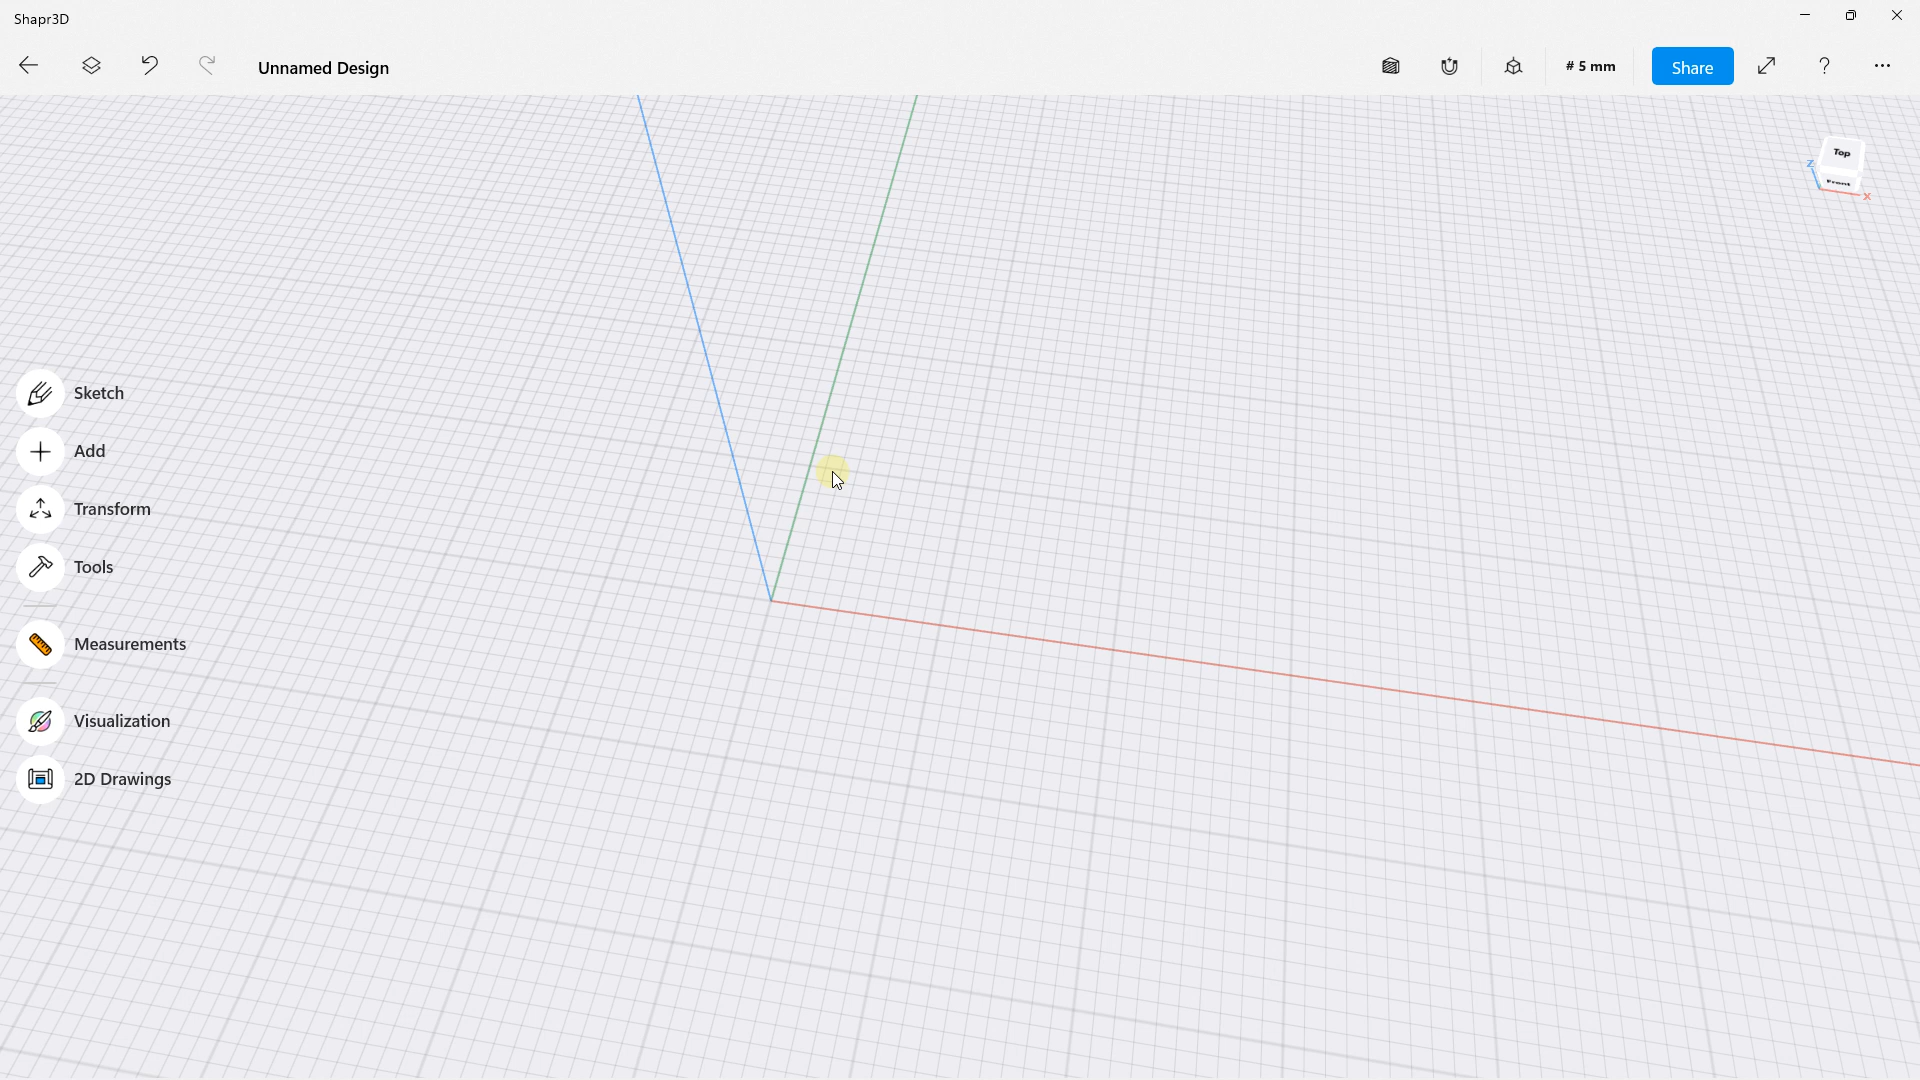 Shapr3D
Unnamed Design
# 5 mm
Share
Top
Front
Z
X
Sketch
Add
Transform
Tools
Measurements
Visualization
2D Drawings